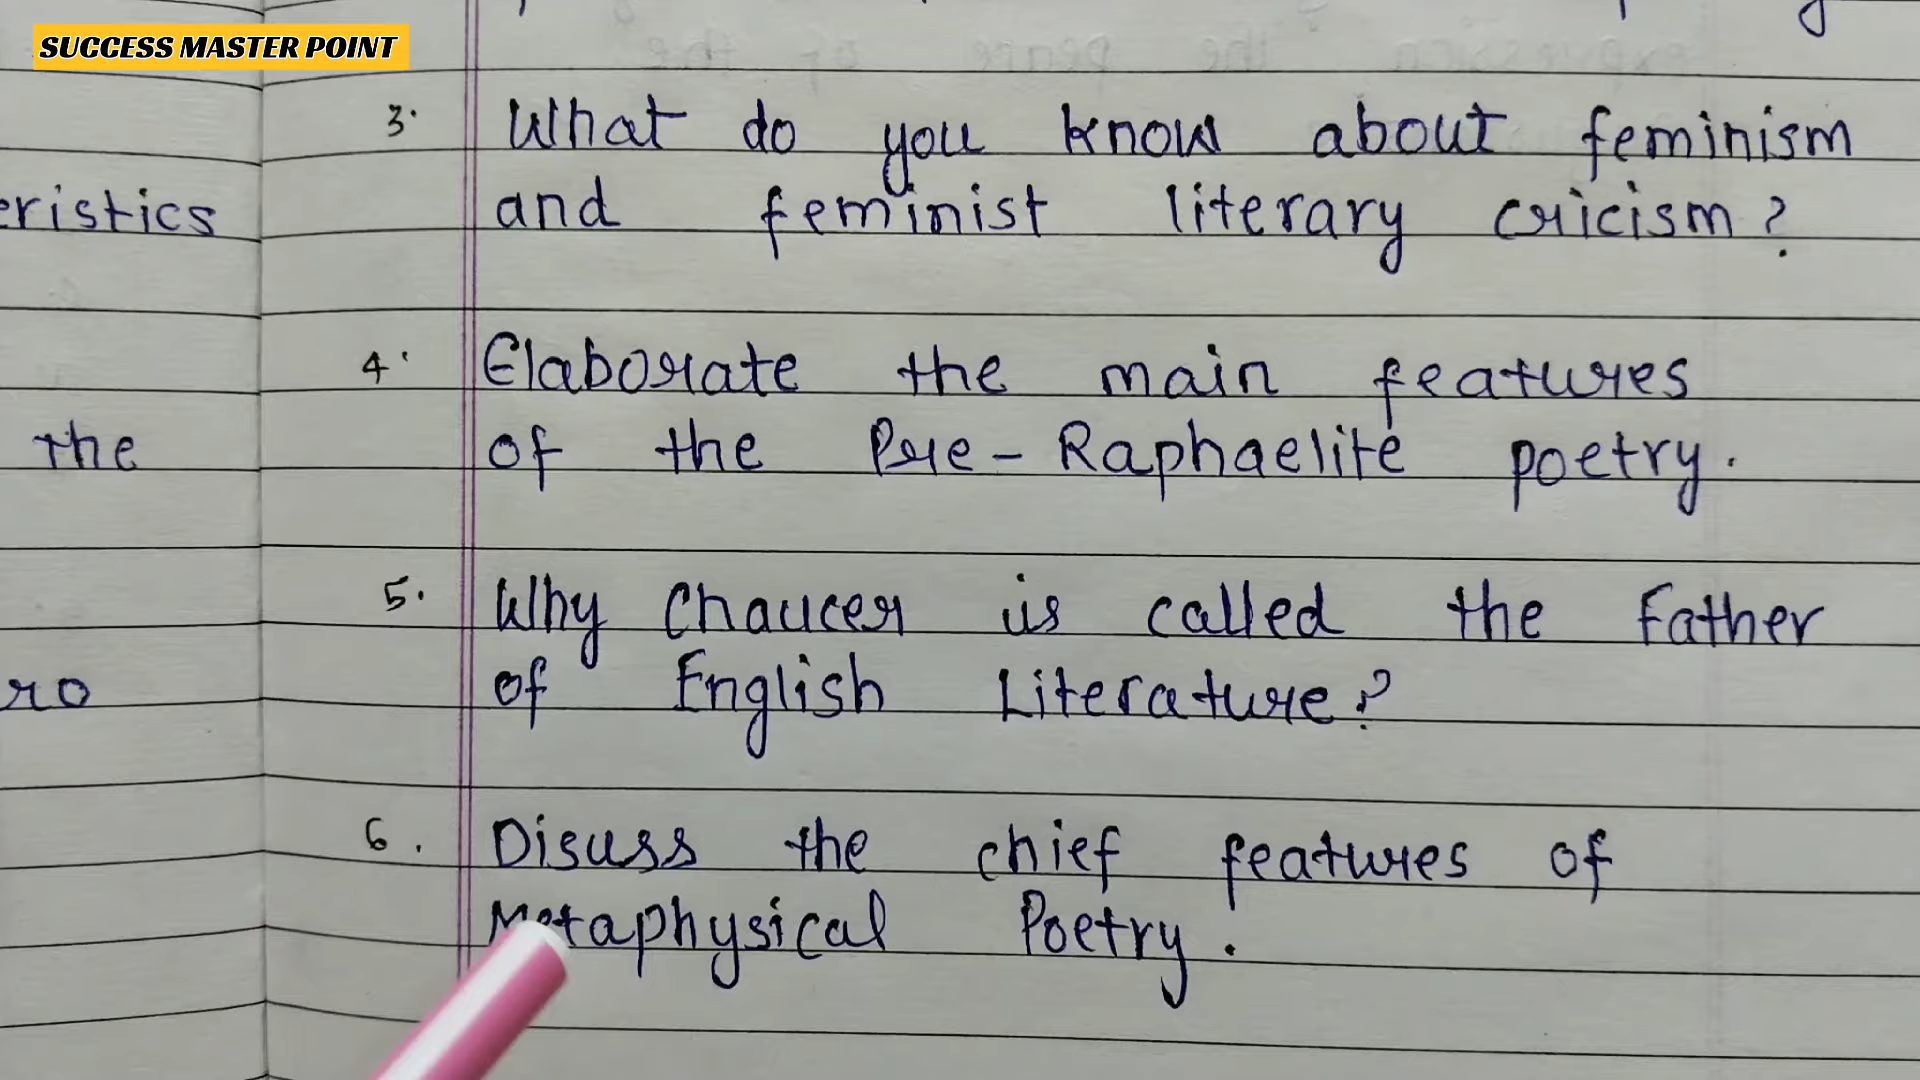 SUCCESS MASTER POINT
eristics
the
ro
3. What do you know about feminism
and feminist literary cricism?
4. Elaborate the main features
of the Pre-Raphaelite poetry.
5. Why Chaucer is called the Father
of English Literature?
6. Disuss the chief features of
Metaphysical Poetry.